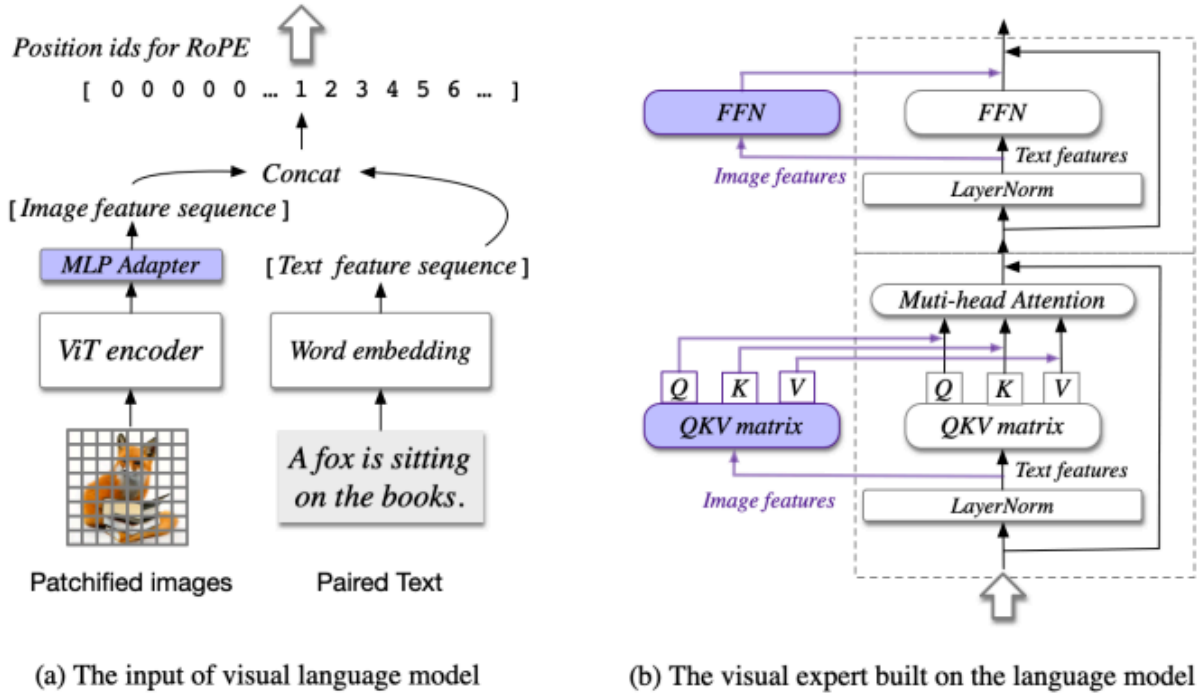 Position ids for RoPE
[ 0 0 0 0 0 ... 1 2 3 4 5 6 ... ]
Concat
[Image feature sequence]
MLP Adapter
[Text feature sequence]
ViT encoder
Word embedding
A fox is sitting
on the books.
Patchified images
Paired Text
(a) The input of visual language model
FFN
FFN
Text features
Image features
LayerNorm
Muti-head Attention
Q K V
Q K V
QKV matrix
QKV matrix
Text features
Image features
LayerNorm
(b) The visual expert built on the language model